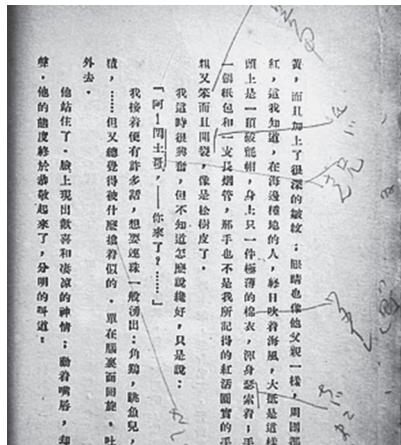 黃，而且加上了很深的皺紋；眼睛也像他父親一樣，周圍都
紅，這我知道，在海邊種地的人，終日吹着海風，大抵是這樣
頭上是一頂破氈帽，身上只一件極薄的棉衣，渾身瑟索着；手
一個紙包和一支長烟管，那手也不是我所記得的紅活圓實的手
粗又笨而且開裂，像是松樹皮了。
我這時很興奮，但不知道怎麼說纔好，只是說：
「阿！閏土哥，——你來了？……」
我接着便有許多話，想要連珠一般湧出：角鷄，跳魚兒，
……但又總覺得被什麼擋着似的，單在腦裏面迴旋，吐
外去。
他站住了，臉上現出歡喜和凄凉的神情；動着嘴唇，却
聲。他的態度終於恭敬起來了，分明的叫道：